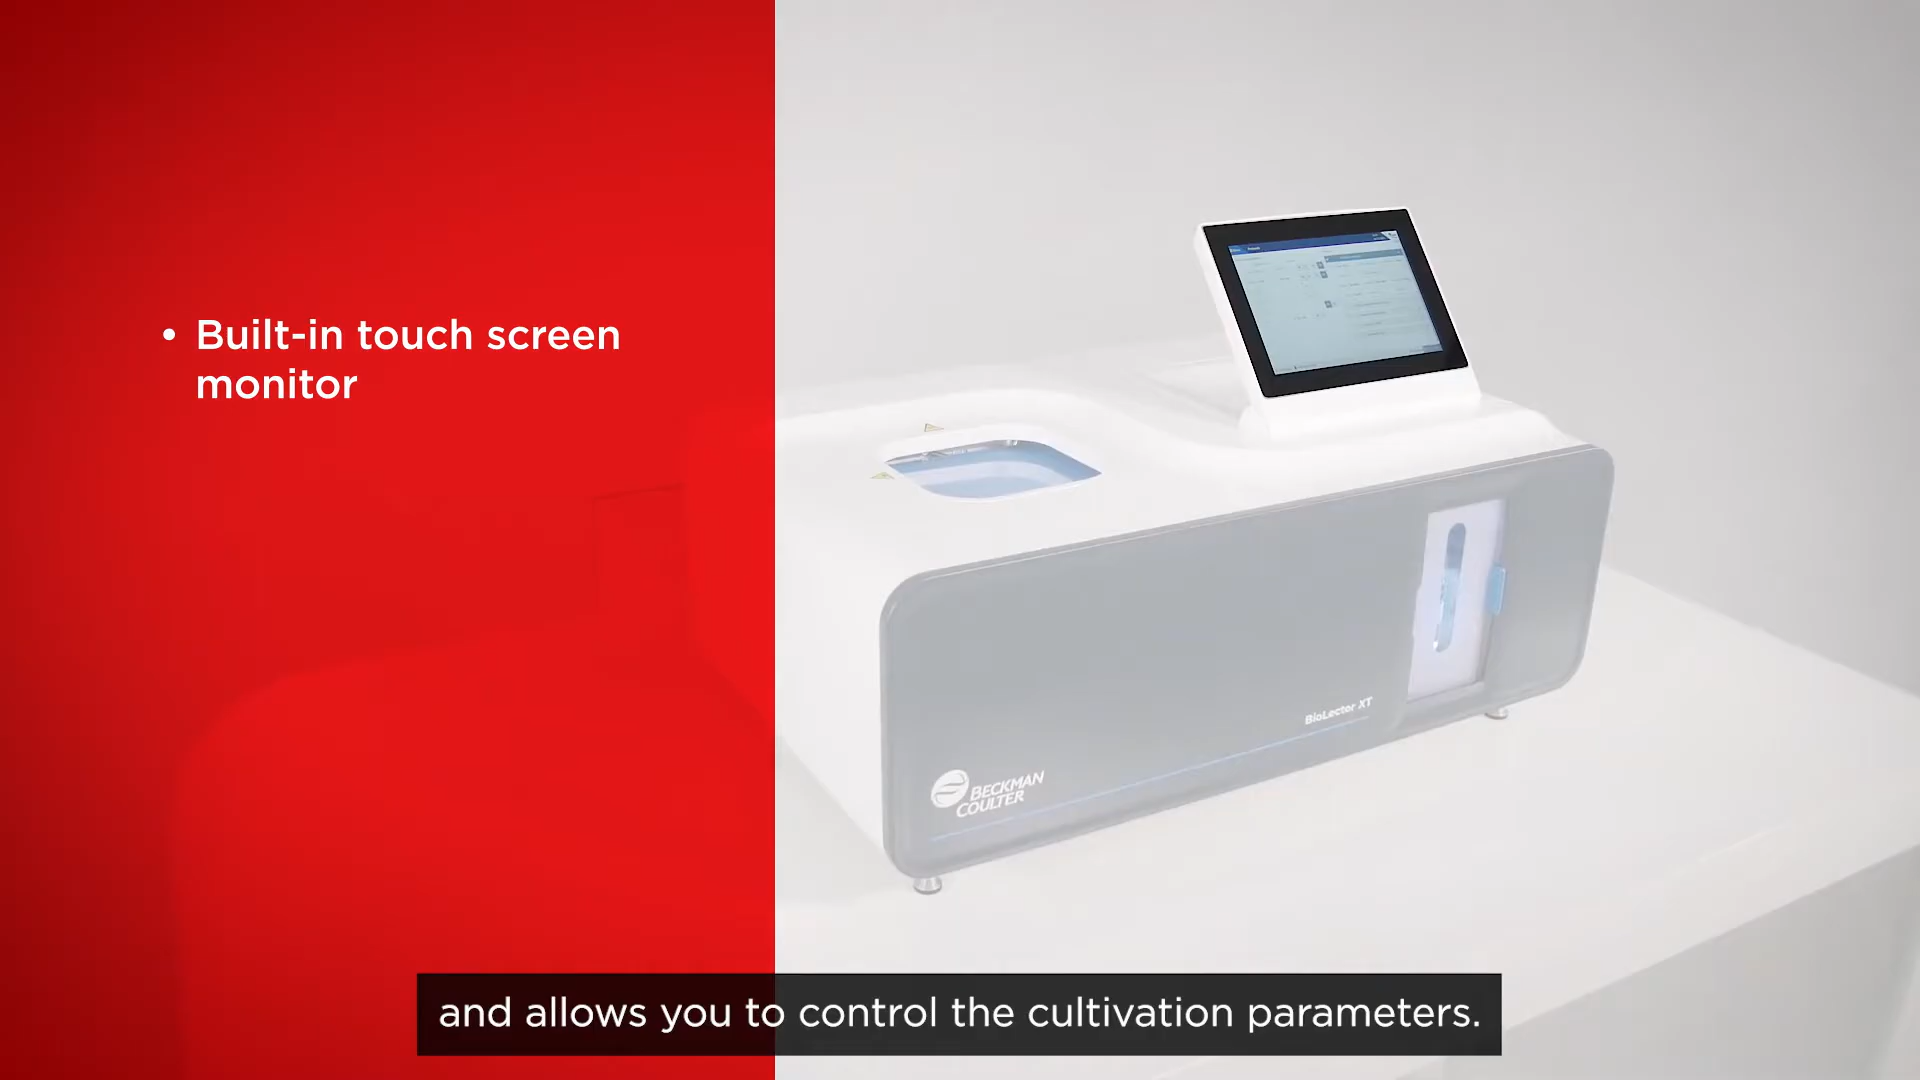 • Built-in touch screen
monitor
BioLector XT
BECKMAN
COULTER
and allows you to control the cultivation parameters.